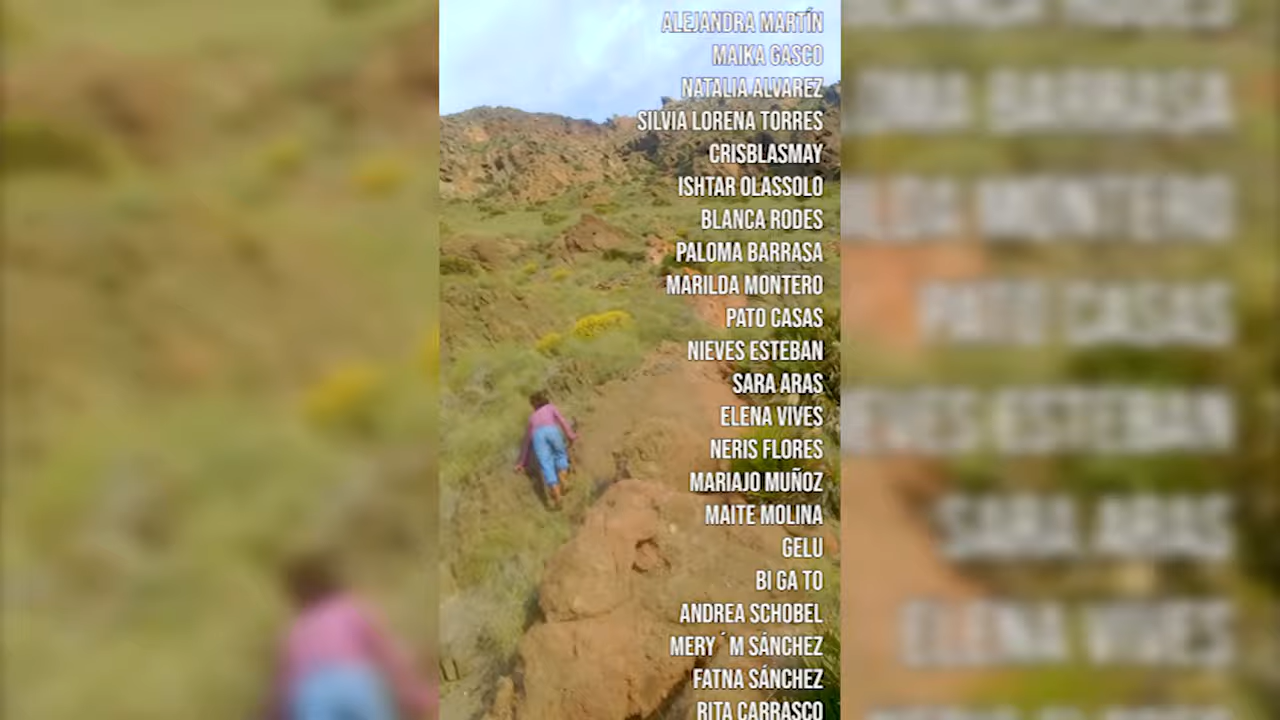 ALEJANDRA MARTÍN
MAIKA GASCO
NATALIA ALVAREZ
SILVIA LORENA TORRES
CRISBLASMAY
ISHTAR OLASSOLO
BLANCA RODES
PALOMA BARRASA
MARILDA MONTERO
PATO CASAS
NIEVES ESTEBAN
SARA ARAS
ELENA VIVES
NERIS FLORES
MARIAJO MUÑOZ
MAITE MOLINA
GELU
BI GA TO
ANDREA SCHOBEL
MERY ´M SÁNCHEZ
FATNA SÁNCHEZ
RITA CARRASCO